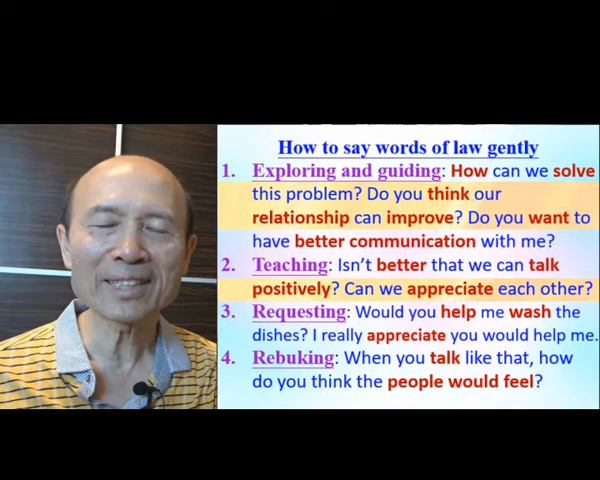 How to say words of law gently
1. Exploring and guiding: How can we solve
this problem? Do you think our
relationship can improve? Do you want to
have better communication with me?
2. Teaching: Isn't better that we can talk
positively? Can we appreciate each other?
3. Requesting: Would you help me wash the
dishes? I really appreciate you would help me.
4. Rebuking: When you talk like that, how
do you think the people would feel?